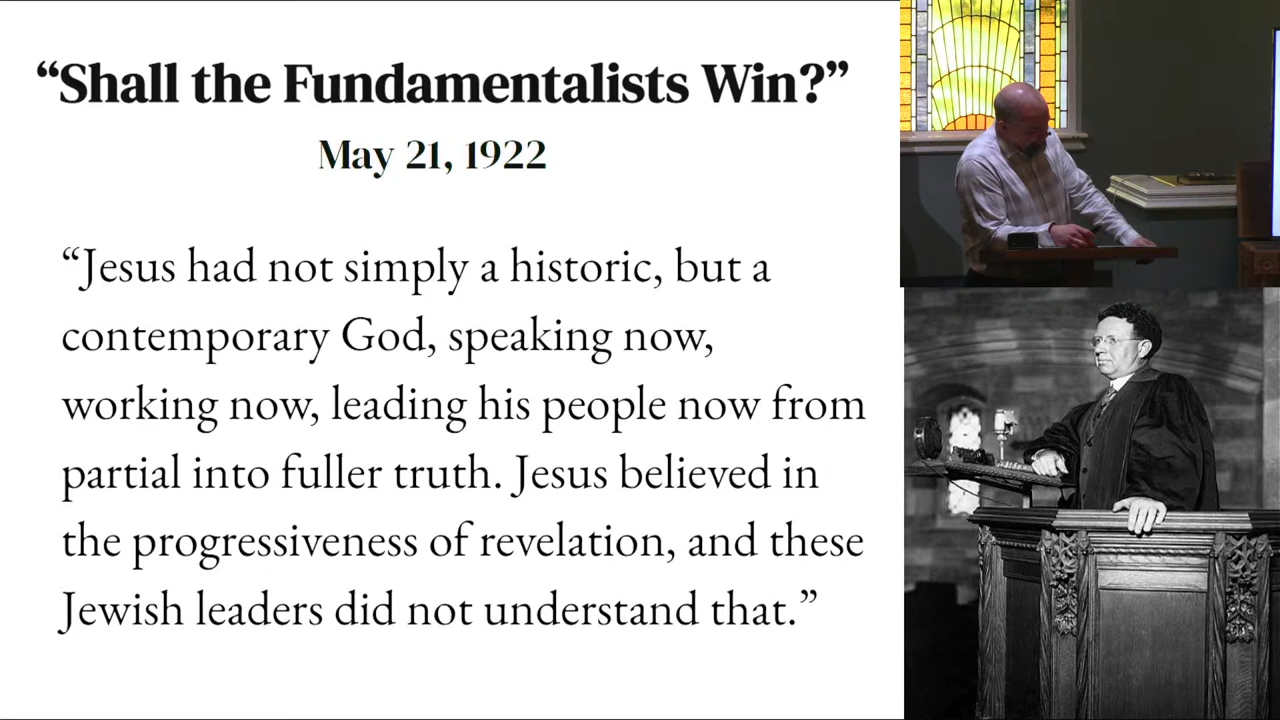 “Shall the Fundamentalists Win?”
May 21, 1922
“Jesus had not simply a historic, but a
contemporary God, speaking now,
working now, leading his people now from
partial into fuller truth. Jesus believed in
the progressiveness of revelation, and these
Jewish leaders did not understand that.”